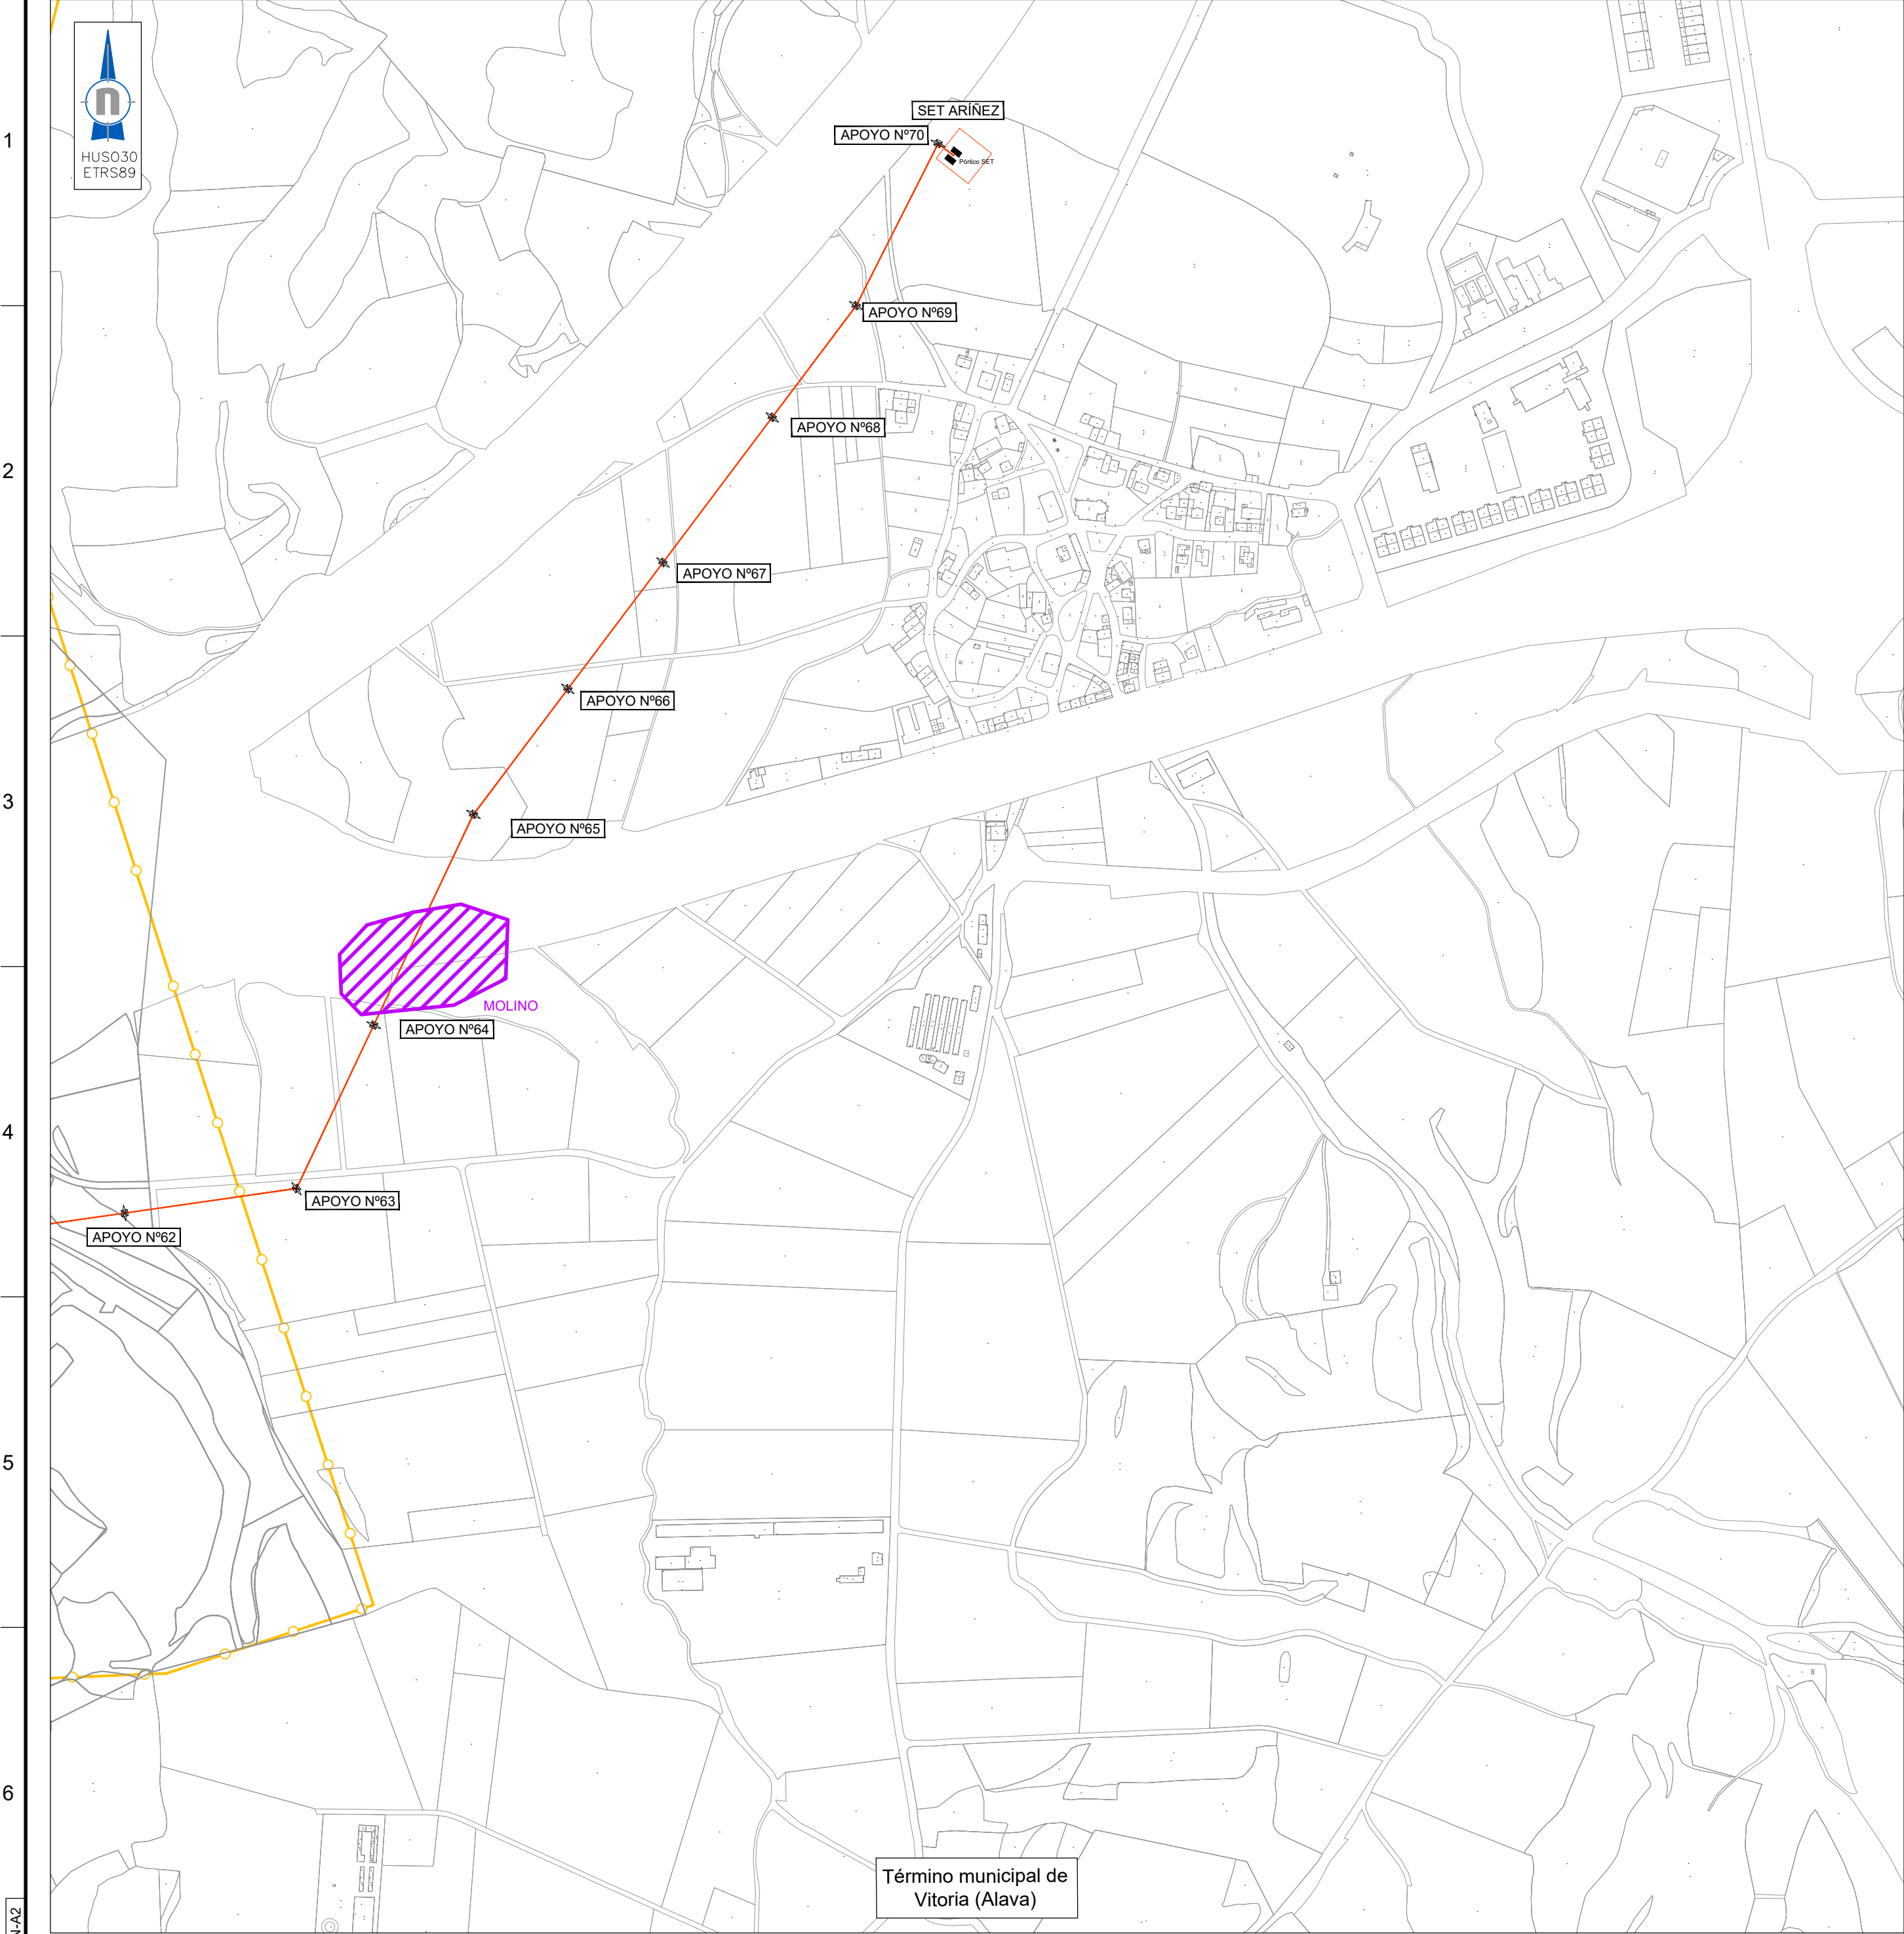 n
HUSO30
ETRS89
1
2
3
4
5
6
SET ARÍÑEZ
APOYO Nº70
Pórtico SET
APOYO Nº69
APOYO Nº68
APOYO Nº67
APOYO Nº66
APOYO Nº65
MOLINO
APOYO Nº64
APOYO Nº63
APOYO Nº62
Término municipal de
Vitoria (Alava)